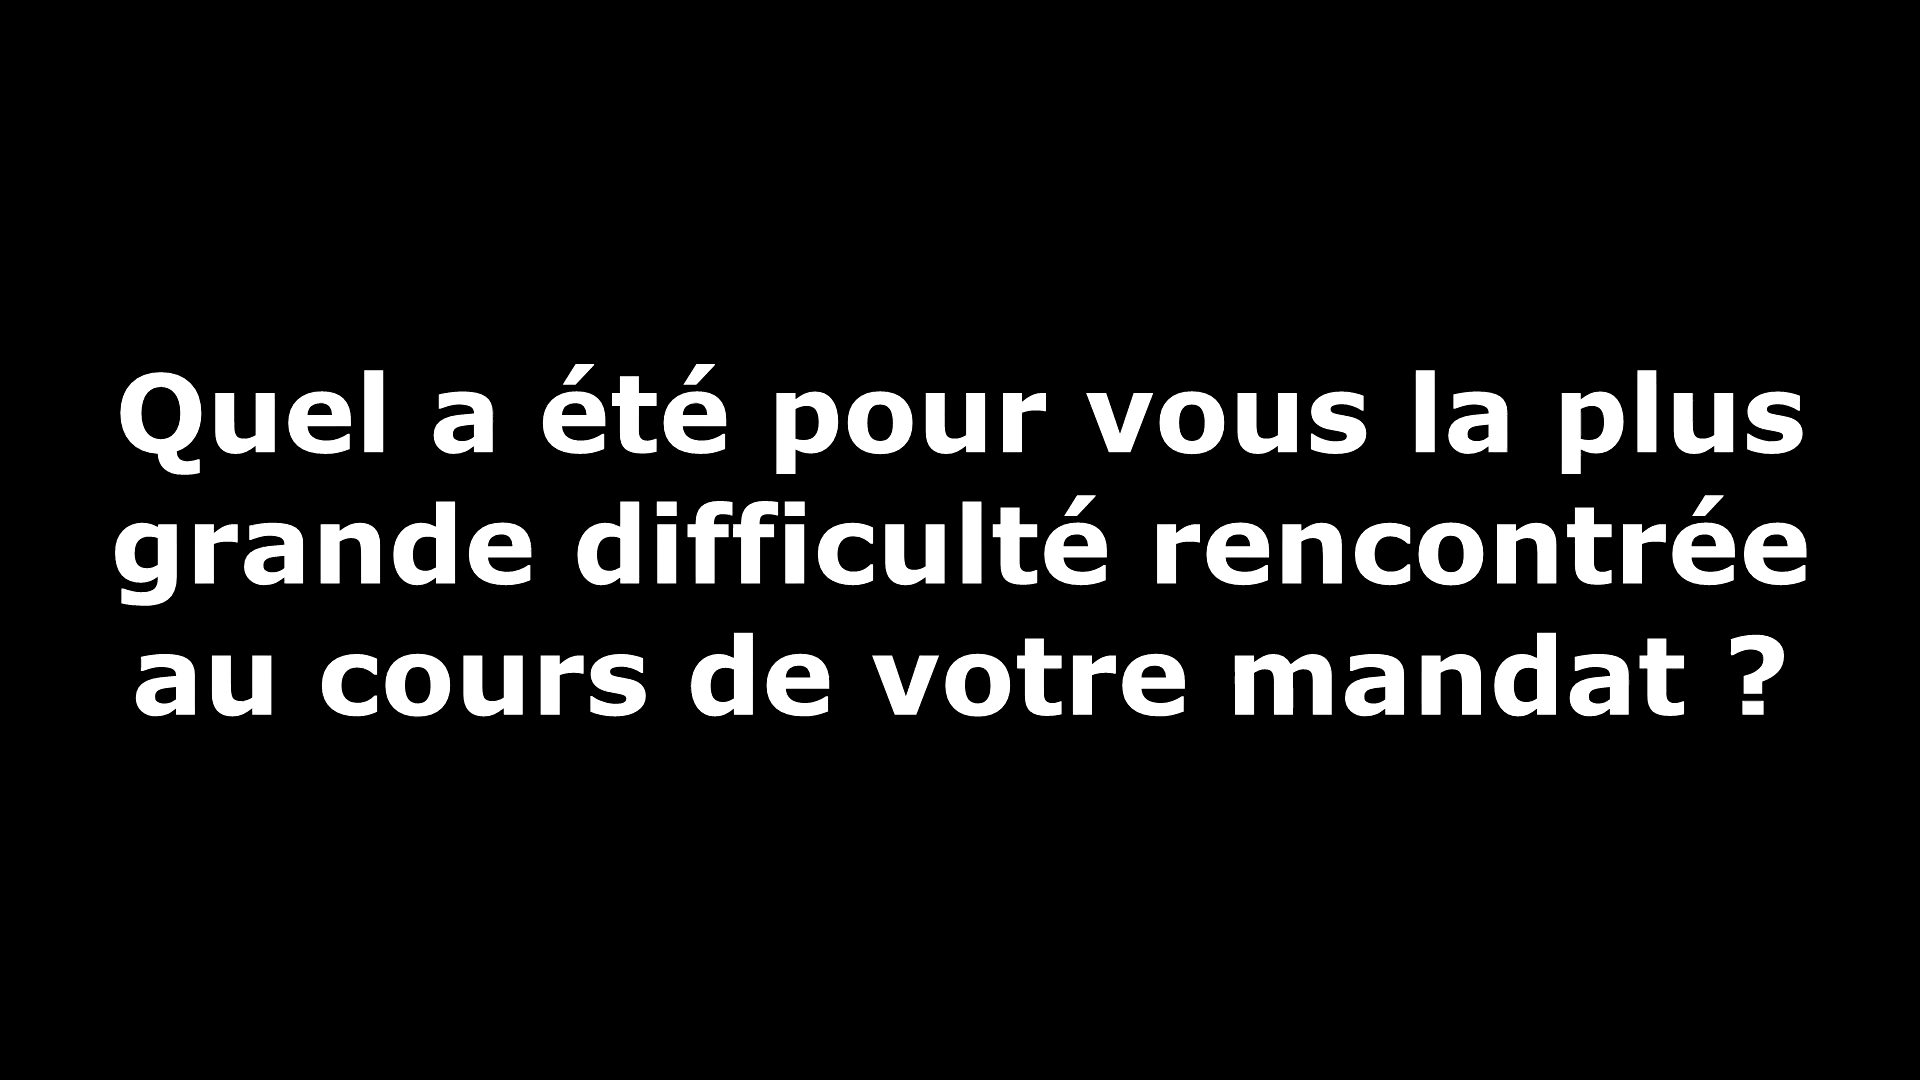 Quel a été pour vous la plus
grande difficulté rencontrée
au cours de votre mandat ?